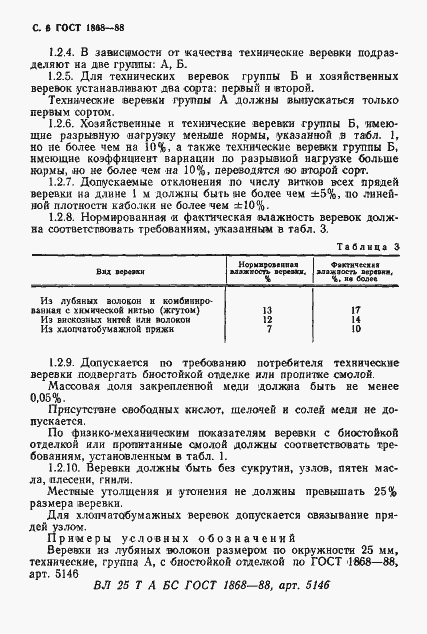 С. 6 ГОСТ 1868—88
1.2.4. В зависимости от качества технические веревки подраз-
деляют на две группы: А, Б.
1.2.5. Для технических веревок группы Б и хозяйственных
веревок устанавливают два сорта: первый и второй.
Технические веревки группы А должны выпускаться только
первым сортом.
1.2.6. Хозяйственные и технические веревки группы Б, имею-
щие разрывную нагрузку меньше нормы, указанной в табл. 1,
но не более чем на 10%, а также технические веревки группы Б,
имеющие коэффициент вариации по разрывной нагрузке больше
нормы, но не более чем на 10%, переводятся во второй сорт.
1.2.7. Допускаемые отклонения по числу витков всех прядей
веревки на длине 1 м должны быть не более чем ±5%, по линей-
ной плотности каболки не более чем ±10%.
1.2.8. Нормированная и фактическая влажность веревок долж-
на соответствовать требованиям, указанным в табл. 3.
Таблица 3
Вид веревки | Нормированная влажность веревки, % | Фактическая влажность веревки, %, не более
Из лубяных волокон и комбиниро-
ванная с химической нитью (жгутом) 13 17
Из вискозных нитей или волокон 12 14
Из хлопчатобумажной пряжи 7 10
1.2.9. Допускается по требованию потребителя технические
веревки подвергать биостойкой отделке или пропитке смолой.
Массовая доля закрепленной меди должна быть не менее
0,05%.
Присутствие свободных кислот, щелочей и солей меди не до-
пускается.
По физико-механическим показателям веревки с биостойкой
отделкой или пропитанные смолой должны соответствовать тре-
бованиям, установленным в табл. 1.
1.2.10. Веревки должны быть без сукрутин, узлов, пятен мас-
ла, плесени, гнили.
Местные утолщения и утонения не должны превышать 25%
размера веревки.
Для хлопчатобумажных веревок допускается связывание пря-
дей узлом.
Примеры условных обозначений
Веревки из лубяных волокон размером по окружности 25 мм,
технические, группа А, с биостойкой отделкой по ГОСТ 1868—88,
арт. 5146
ВЛ 25 Т А БС ГОСТ 1868—88, арт. 5146